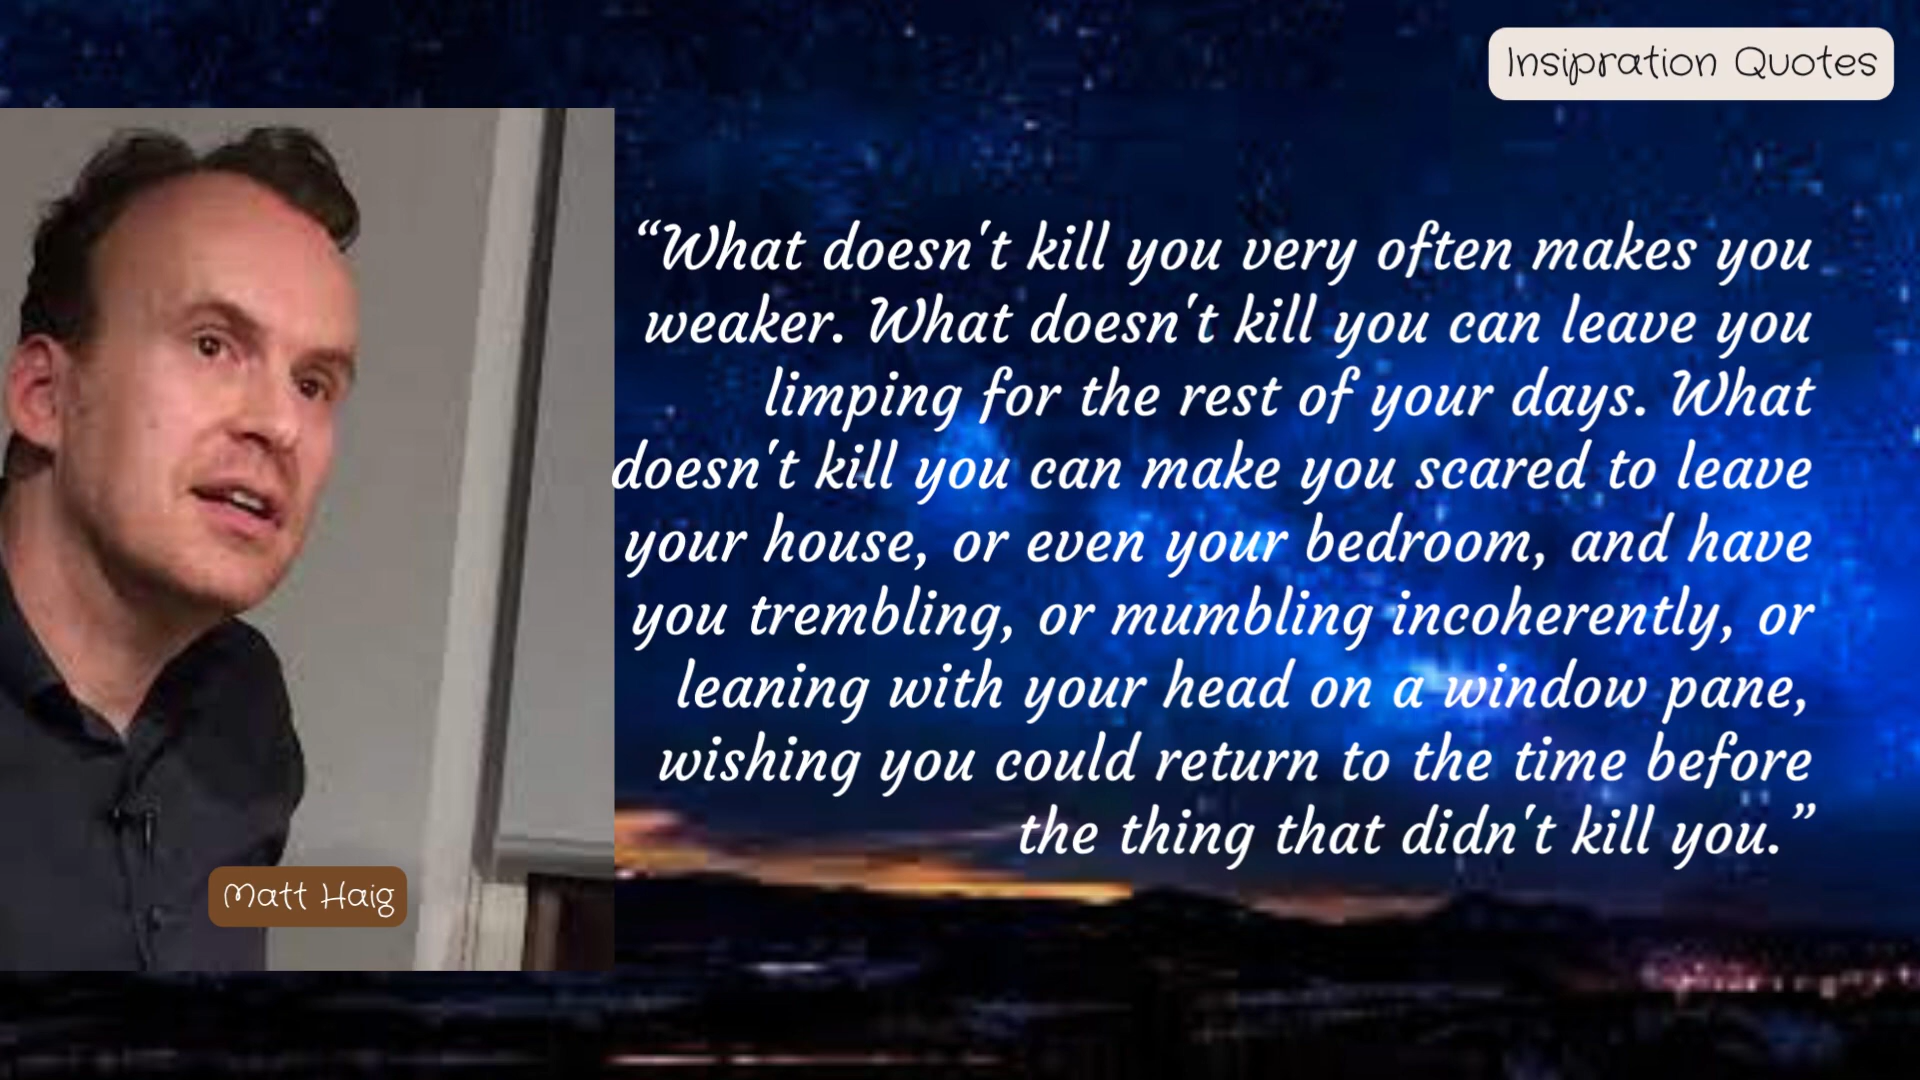 Insipration Quotes
“What doesn't kill you very often makes you
weaker. What doesn't kill you can leave you
limping for the rest of your days. What
doesn't kill you can make you scared to leave
your house, or even your bedroom, and have
you trembling, or mumbling incoherently, or
leaning with your head on a window pane,
wishing you could return to the time before
the thing that didn't kill you.”
Matt Haig